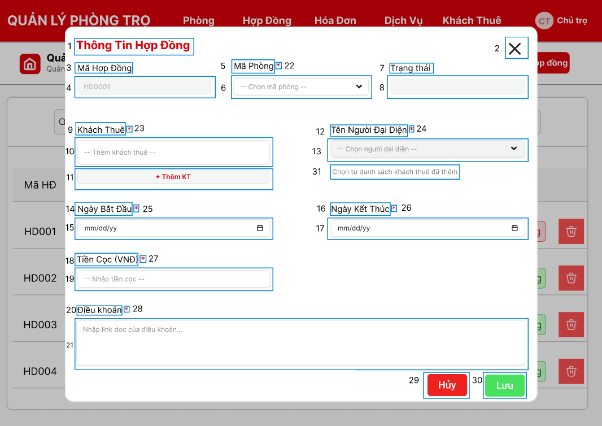 QUẢN LÝ PHÒNG TRỌ Phòng Hợp Đồng Hóa Đơn Dịch Vụ Khách Thuê CT Chủ trọ
1 Thông Tin Hợp Đồng 2
3 Mã Hợp Đồng 5 Mã Phòng * 22 7 Trạng thái
4 HD0001 6 -- Chọn mã phòng -- 8
9 Khách Thuê * 23 12 Tên Người Đại Diện * 24
10 -- Thêm khách thuê -- 13 -- Chọn người đại diện --
11 + Thêm KT 31 Chọn từ danh sách khách thuê đã thêm
14 Ngày Bắt Đầu * 25 16 Ngày Kết Thúc * 26
15 mm/dd/yy 17 mm/dd/yy
18 Tiền Cọc (VNĐ) * 27
19 -- Nhập tiền cọc --
20 Điều khoản * 28
21 Nhập link doc của điều khoản...
29 Hủy 30 Lưu
Quản
ợp đồng
Mã HĐ
HD001
HD002
HD003
HD004